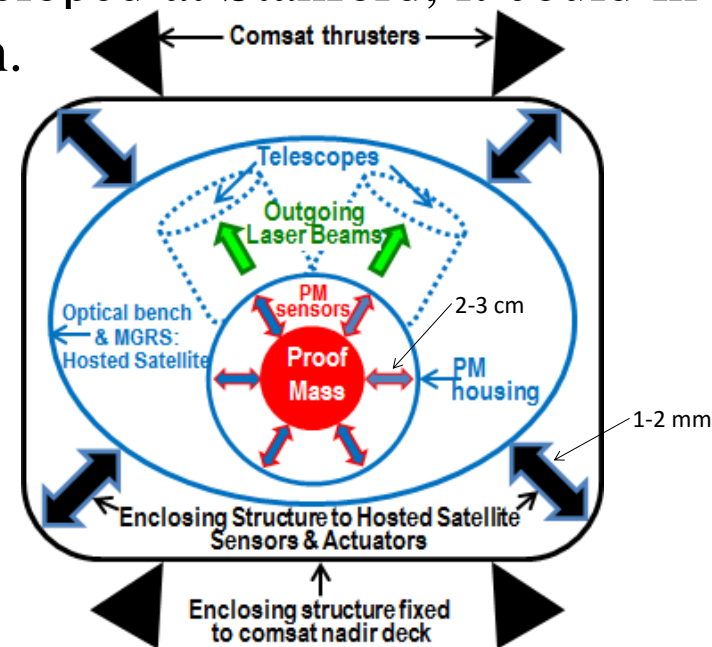 Comsat thrusters
n.
Telescopes
Outgoing
Laser Beams
PM
sensors
2-3 cm
Optical bench
& MGRS:
Hosted Satellite
Proof
Mass
PM
housing
1-2 mm
Enclosing Structure to Hosted Satellite
Sensors & Actuators
Enclosing structure fixed
to comsat nadir deck